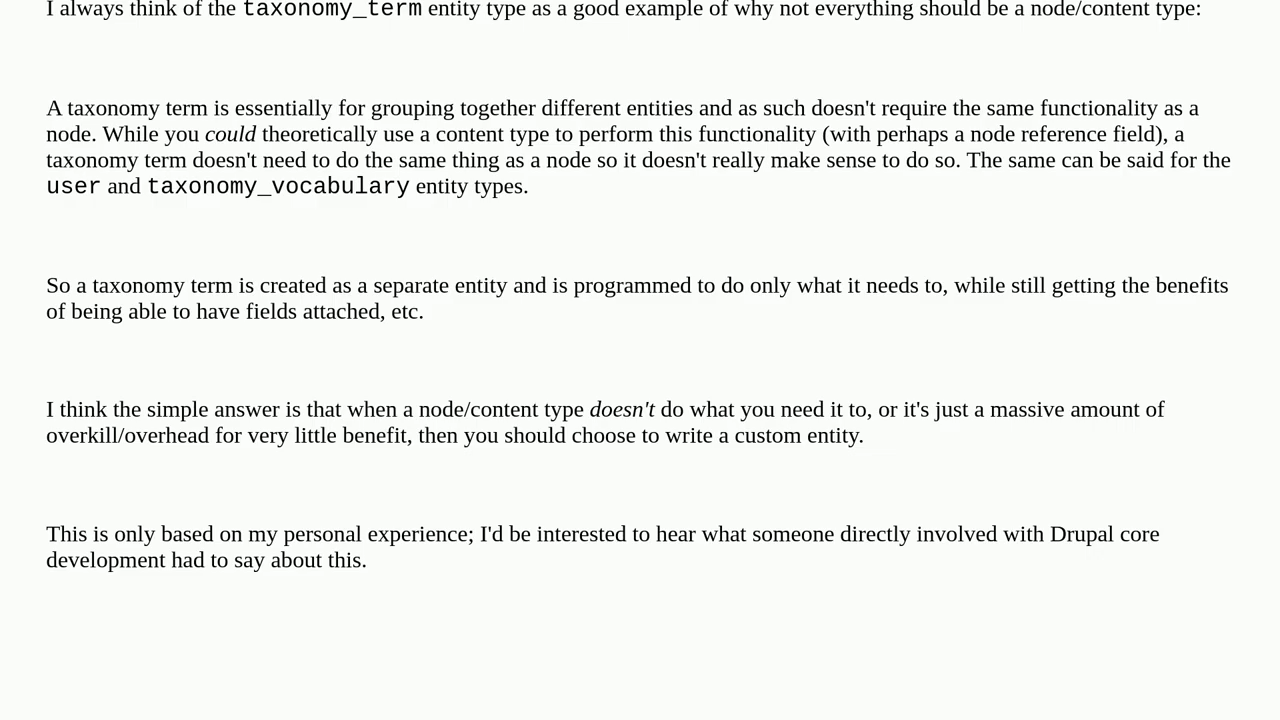 I always think of the taxonomy_term entity type as a good example of why not everything should be a node/content type:
A taxonomy term is essentially for grouping together different entities and as such doesn't require the same functionality as a
node. While you could theoretically use a content type to perform this functionality (with perhaps a node reference field), a
taxonomy term doesn't need to do the same thing as a node so it doesn't really make sense to do so. The same can be said for the
user and taxonomy_vocabulary entity types.
So a taxonomy term is created as a separate entity and is programmed to do only what it needs to, while still getting the benefits
of being able to have fields attached, etc.
I think the simple answer is that when a node/content type doesn't do what you need it to, or it's just a massive amount of
overkill/overhead for very little benefit, then you should choose to write a custom entity.
This is only based on my personal experience; I'd be interested to hear what someone directly involved with Drupal core
development had to say about this.